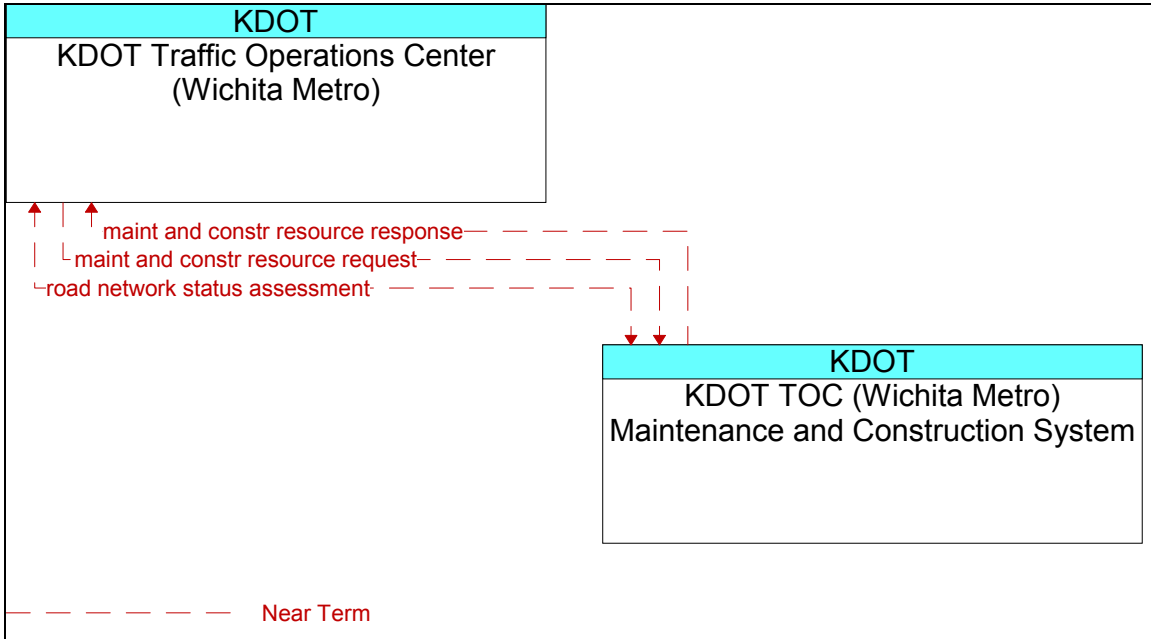 KDOT
KDOT Traffic Operations Center
(Wichita Metro)
maint and constr resource response
maint and constr resource request
road network status assessment
KDOT
KDOT TOC (Wichita Metro)
Maintenance and Construction System
Near Term